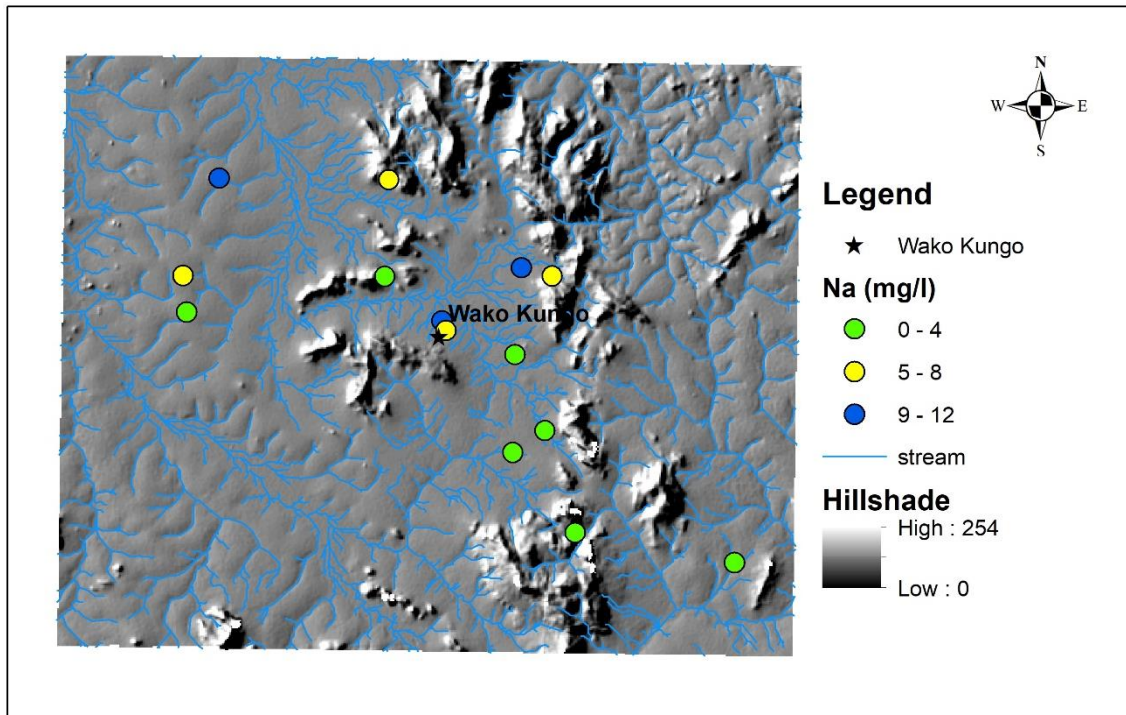 Wako Kungo
N
W E
S
Legend
Wako Kungo
Na (mg/l)
0 - 4
5 - 8
9 - 12
stream
Hillshade
High : 254
Low : 0